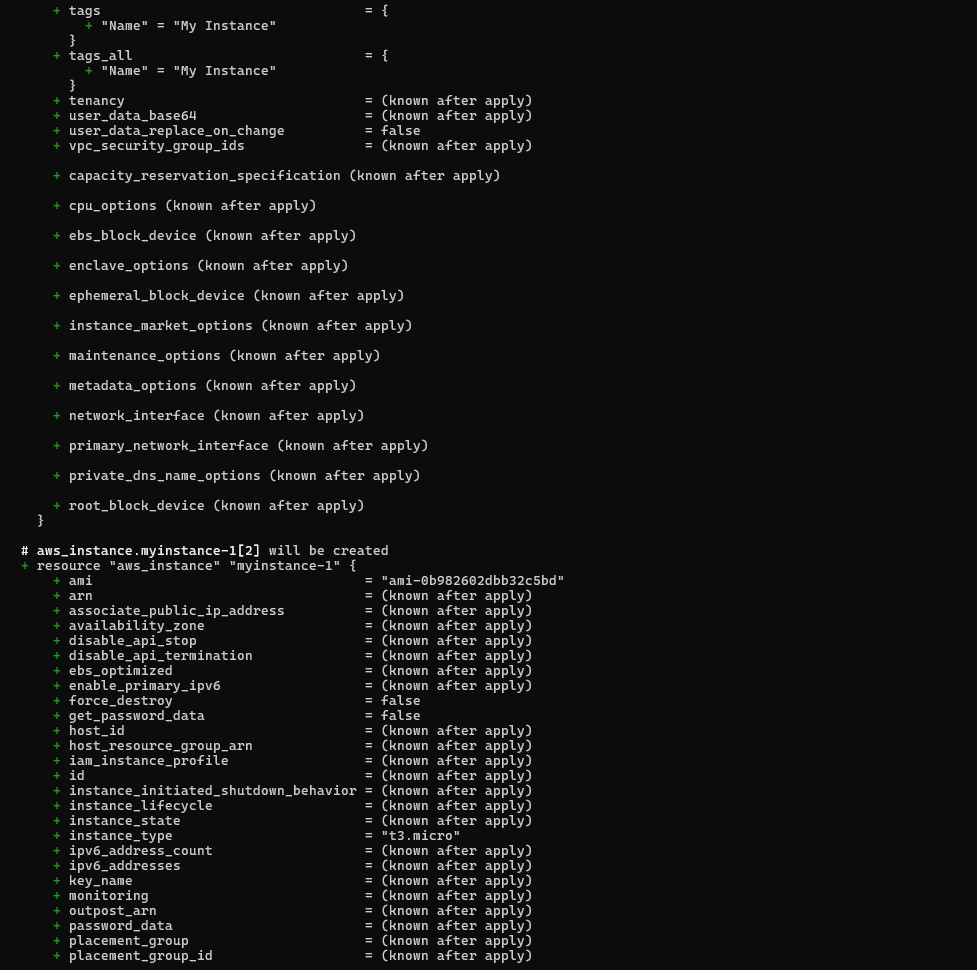 + tags                                 = {
+ "Name" = "My Instance"
}
+ tags_all                             = {
+ "Name" = "My Instance"
}
+ tenancy                              = (known after apply)
+ user_data_base64                     = (known after apply)
+ user_data_replace_on_change          = false
+ vpc_security_group_ids               = (known after apply)
+ capacity_reservation_specification (known after apply)
+ cpu_options (known after apply)
+ ebs_block_device (known after apply)
+ enclave_options (known after apply)
+ ephemeral_block_device (known after apply)
+ instance_market_options (known after apply)
+ maintenance_options (known after apply)
+ metadata_options (known after apply)
+ network_interface (known after apply)
+ primary_network_interface (known after apply)
+ private_dns_name_options (known after apply)
+ root_block_device (known after apply)
}
# aws_instance.myinstance-1[2] will be created
+ resource "aws_instance" "myinstance-1" {
+ ami                                  = "ami-0b982602dbb32c5bd"
+ arn                                  = (known after apply)
+ associate_public_ip_address          = (known after apply)
+ availability_zone                    = (known after apply)
+ disable_api_stop                     = (known after apply)
+ disable_api_termination              = (known after apply)
+ ebs_optimized                        = (known after apply)
+ enable_primary_ipv6                  = (known after apply)
+ force_destroy                        = false
+ get_password_data                    = false
+ host_id                              = (known after apply)
+ host_resource_group_arn              = (known after apply)
+ iam_instance_profile                 = (known after apply)
+ id                                   = (known after apply)
+ instance_initiated_shutdown_behavior = (known after apply)
+ instance_lifecycle                   = (known after apply)
+ instance_state                       = (known after apply)
+ instance_type                        = "t3.micro"
+ ipv6_address_count                   = (known after apply)
+ ipv6_addresses                       = (known after apply)
+ key_name                             = (known after apply)
+ monitoring                           = (known after apply)
+ outpost_arn                          = (known after apply)
+ password_data                        = (known after apply)
+ placement_group                      = (known after apply)
+ placement_group_id                   = (known after apply)